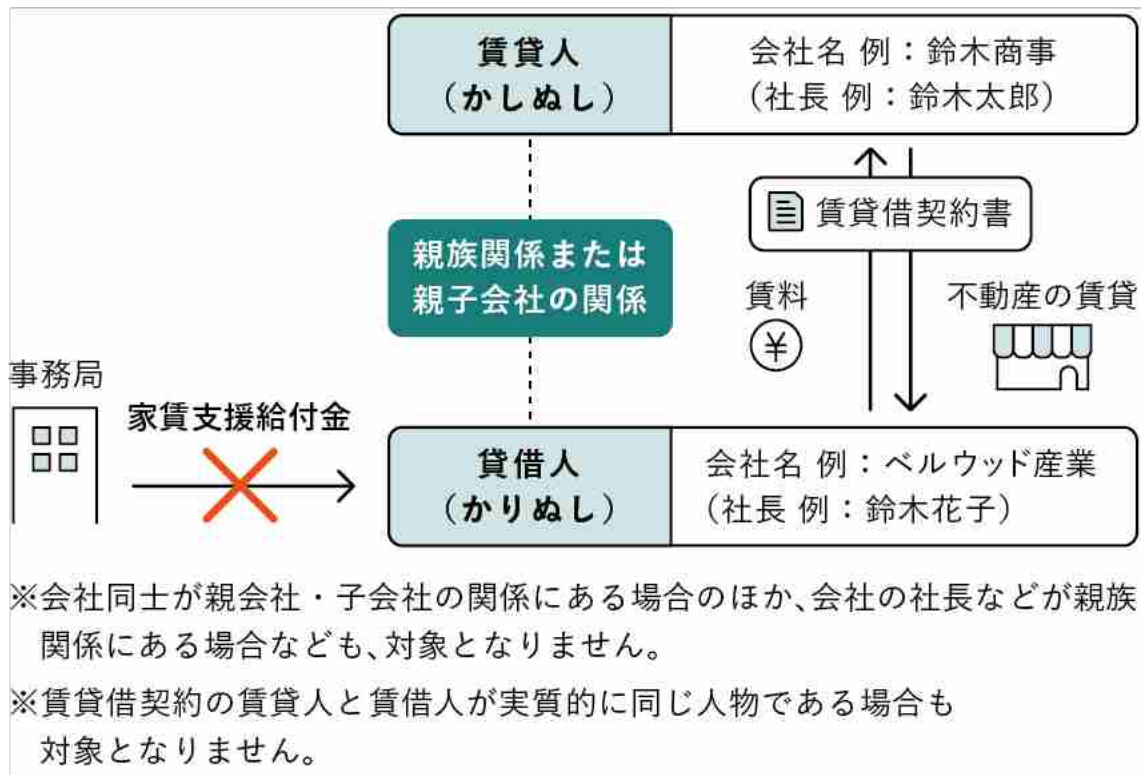 賃貸人
(かしぬし)
会社名 例：鈴木商事
(社長 例：鈴木太郎)
賃貸借契約書
親族関係または
親子会社の関係
賃料
¥
不動産の賃貸
事務局
家賃支援給付金
貸借人
(かりぬし)
会社名 例：ベルウッド産業
(社長 例：鈴木花子)
※会社同士が親会社・子会社の関係にある場合のほか、会社の社長などが親族
関係にある場合なども、対象となりません。
※賃貸借契約の賃貸人と賃借人が実質的に同じ人物である場合も
対象となりません。